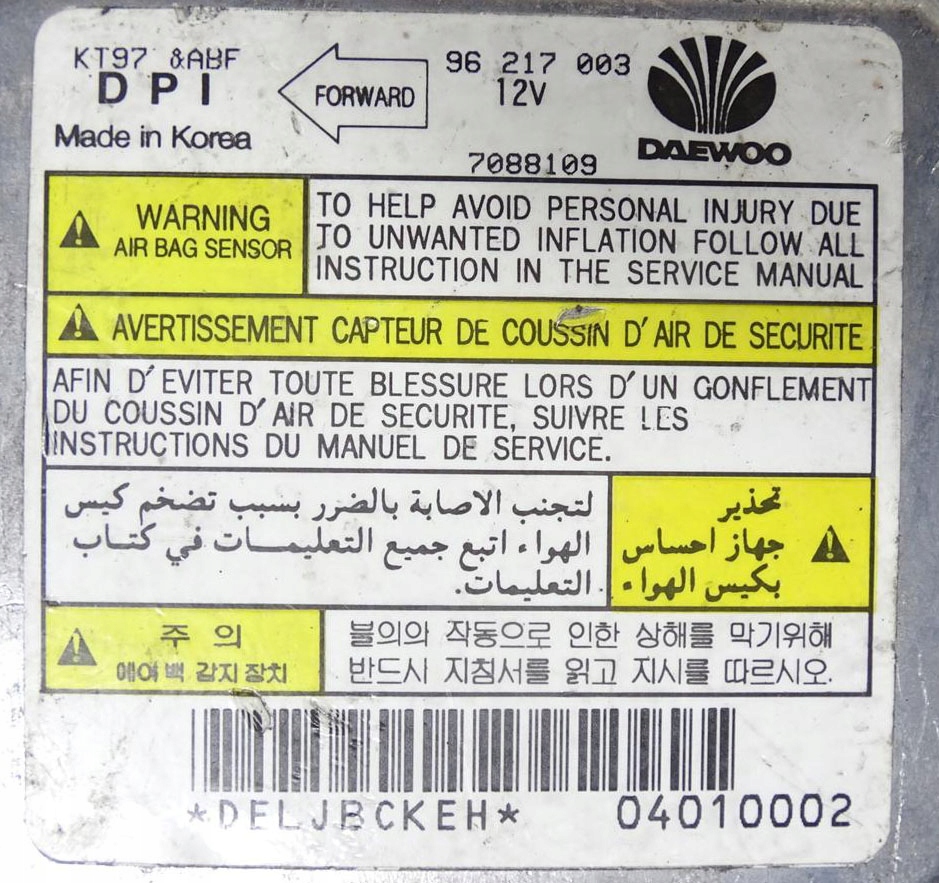 KT97 &ABF
DPI
Made in Korea
FORWARD
96 217 003
12V
7088109
DAEWOO
WARNING
AIR BAG SENSOR
TO HELP AVOID PERSONAL INJURY DUE
TO UNWANTED INFLATION FOLLOW ALL
INSTRUCTION IN THE SERVICE MANUAL
AVERTISSEMENT CAPTEUR DE COUSSIN D'AIR DE SECURITE
AFIN D'EVITER TOUTE BLESSURE LORS D'UN GONFLEMENT
DU COUSSIN D'AIR DE SECURITE, SUIVRE LES
INSTRUCTIONS DU MANUEL DE SERVICE.
تحذير
جهاز احساس
بكيس الهواء
لتجنب الاصابة بالضرر بسبب تضخم كيس
الهواء اتبع جميع التعليمات في كتاب
التعليمات.
주 의
에어백 감지 장치
불의의 작동으로 인한 상해를 막기위해
반드시 지침서를 읽고 지시를 따르시오.
*DELJBCKEH*
04010002